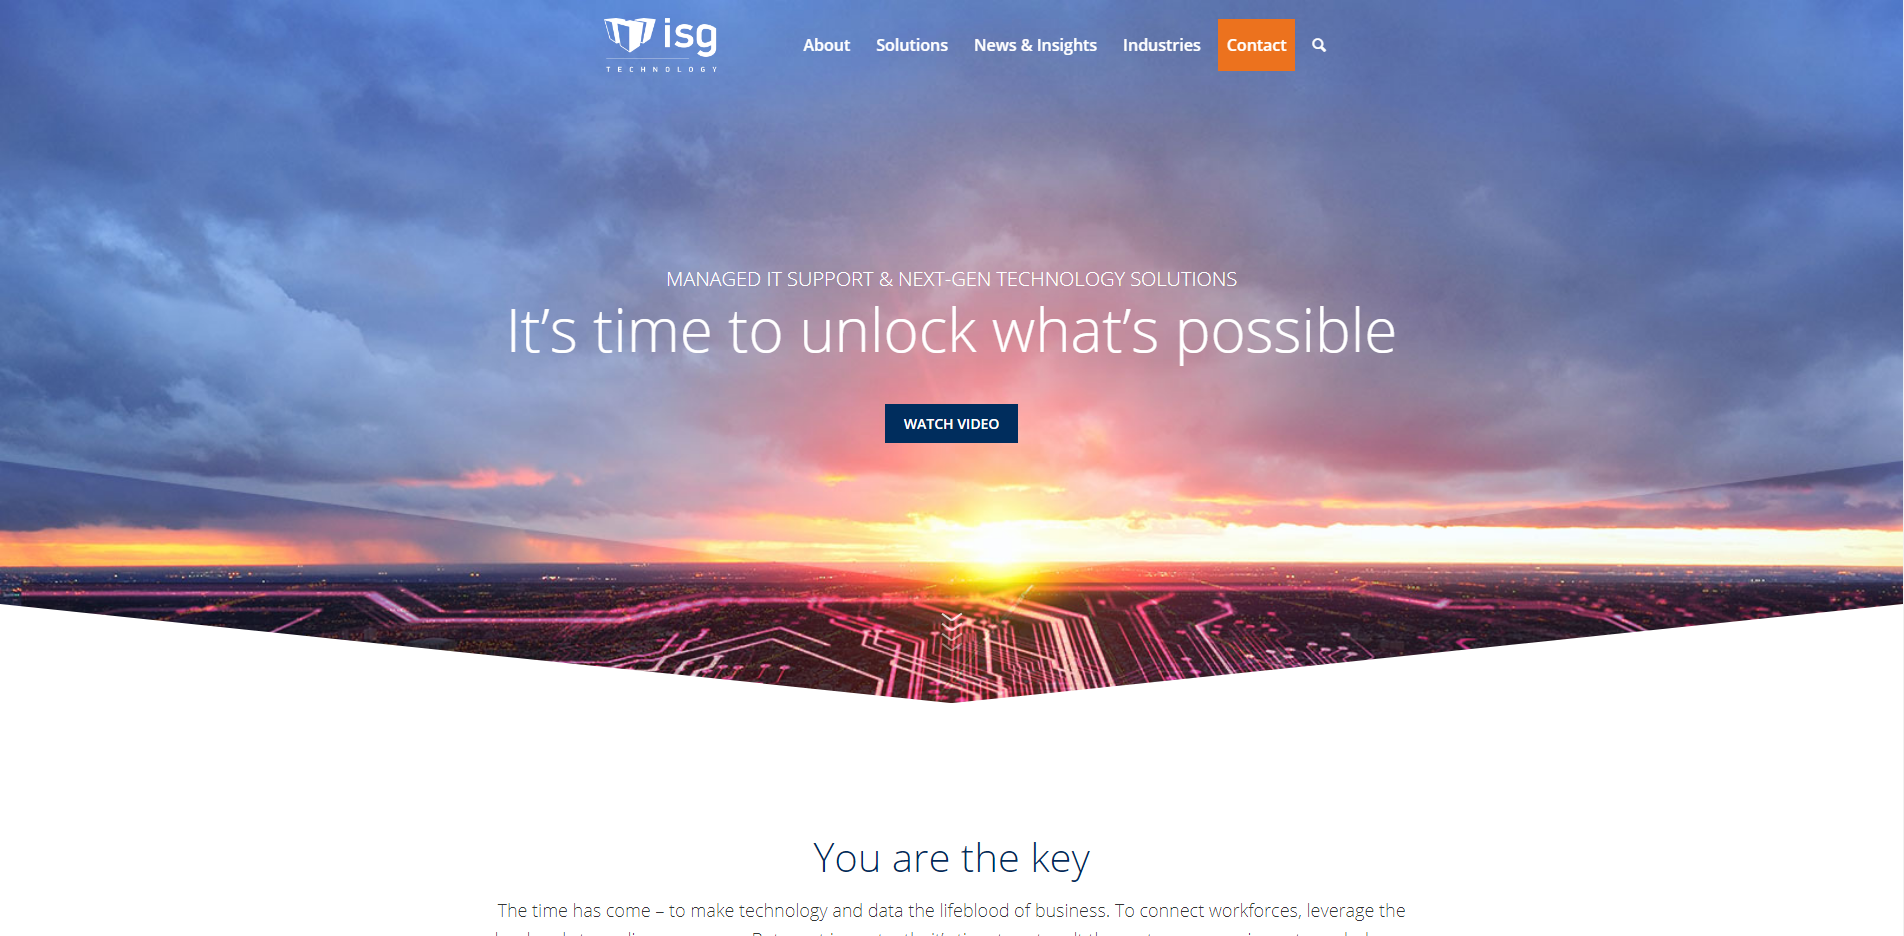 isg
TECHNOLOGY
About Solutions News & Insights Industries Contact
MANAGED IT SUPPORT & NEXT-GEN TECHNOLOGY SOLUTIONS
It’s time to unlock what’s possible
WATCH VIDEO
You are the key
The time has come – to make technology and data the lifeblood of business. To connect workforces, leverage the